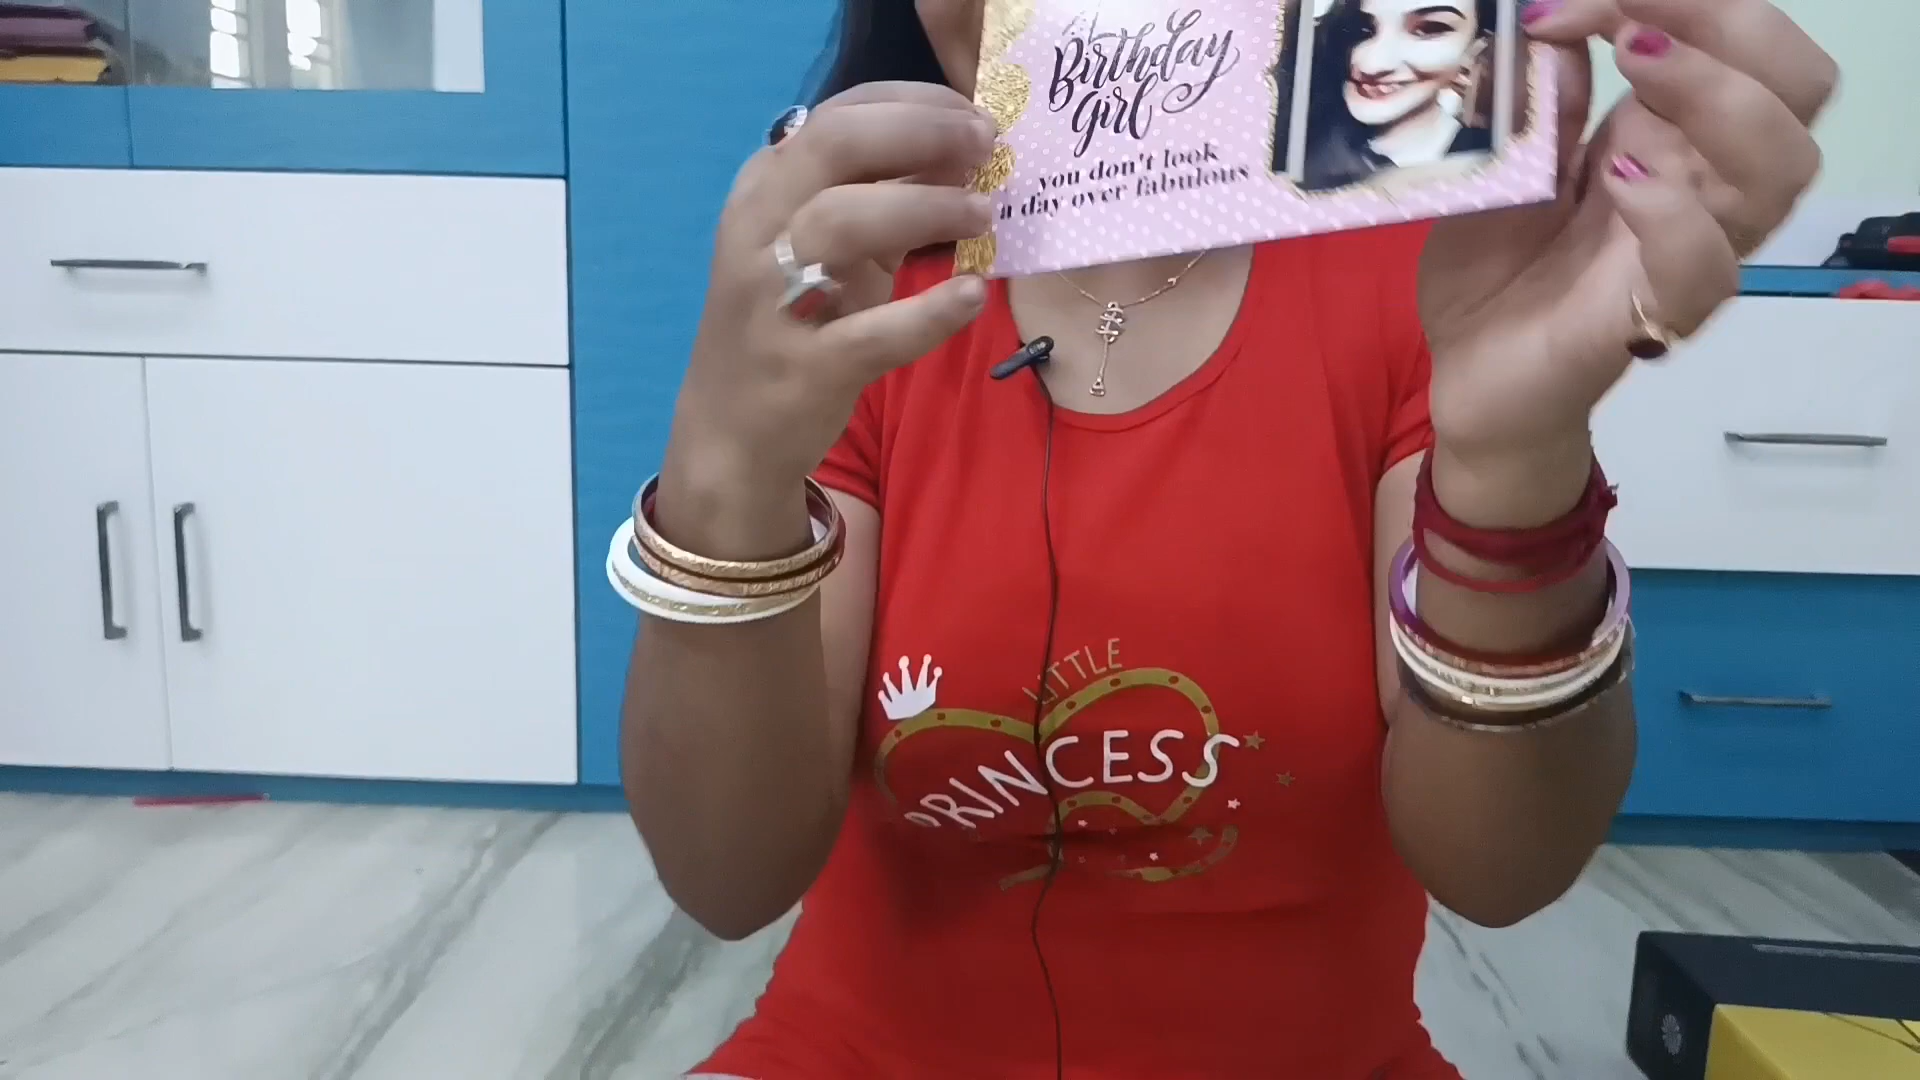 Birthday
girl
you don't look
a day over fabulous
LITTLE
PRINCESS